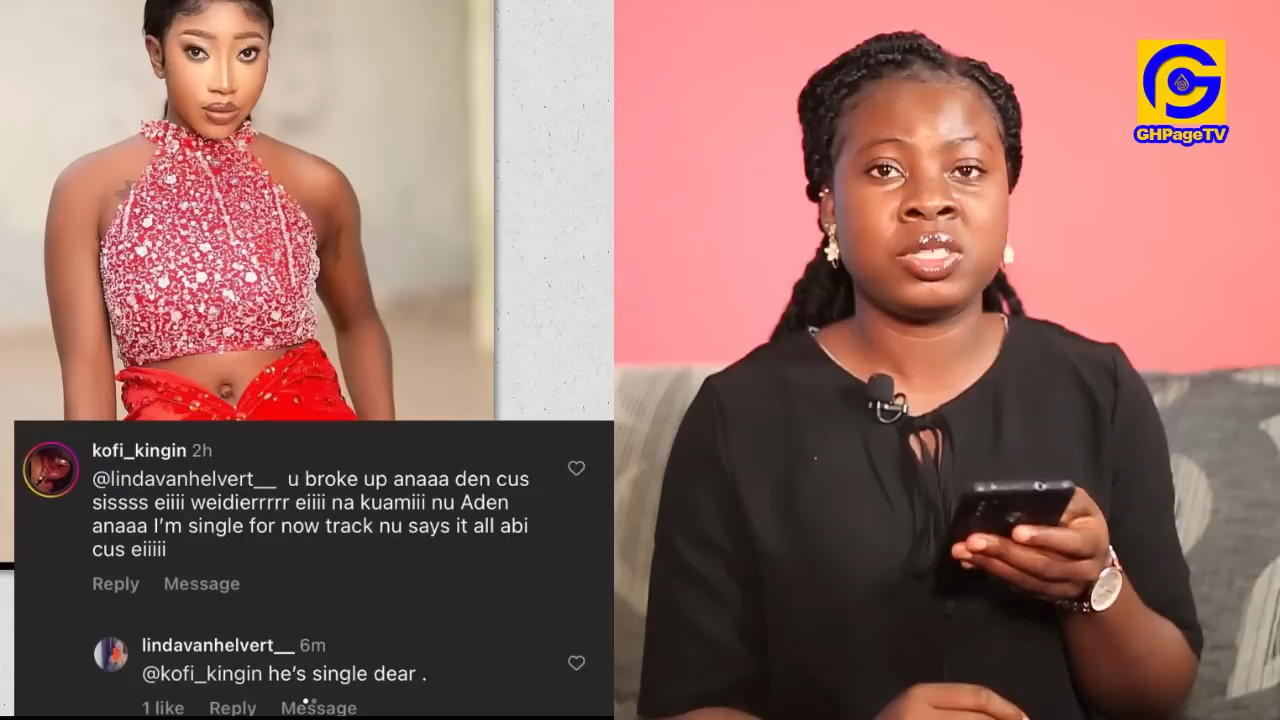 GHPageTV
kofi_kingin 2h
@lindavanhelvert__ u broke up anaaa den cus
sissss eiiii weidierrrrr eiiii na kuamiii nu Aden
anaaa I'm single for now track nu says it all abi
cus eiiiii
Reply Message
lindavanhelvert__ 6m
@kofi_kingin he's single dear .
1 like Reply Message